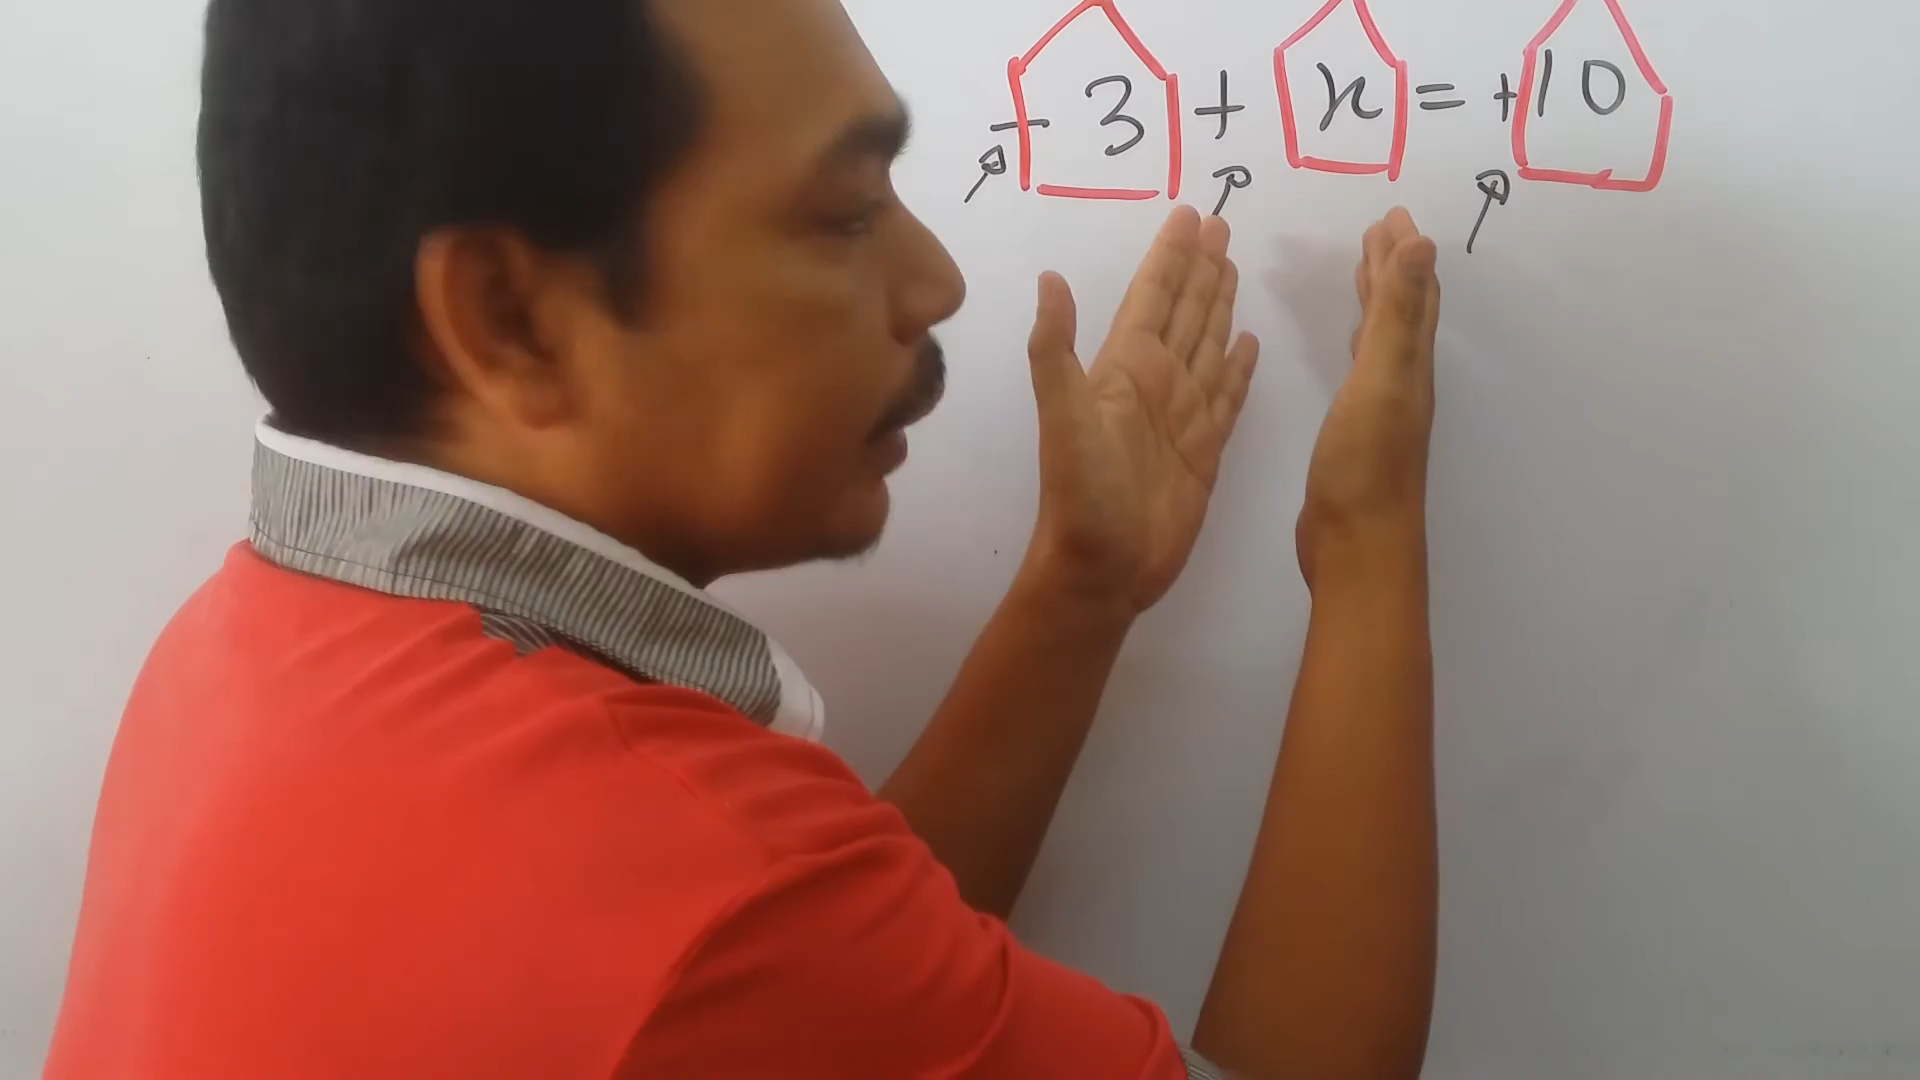 - 3 + x = +10